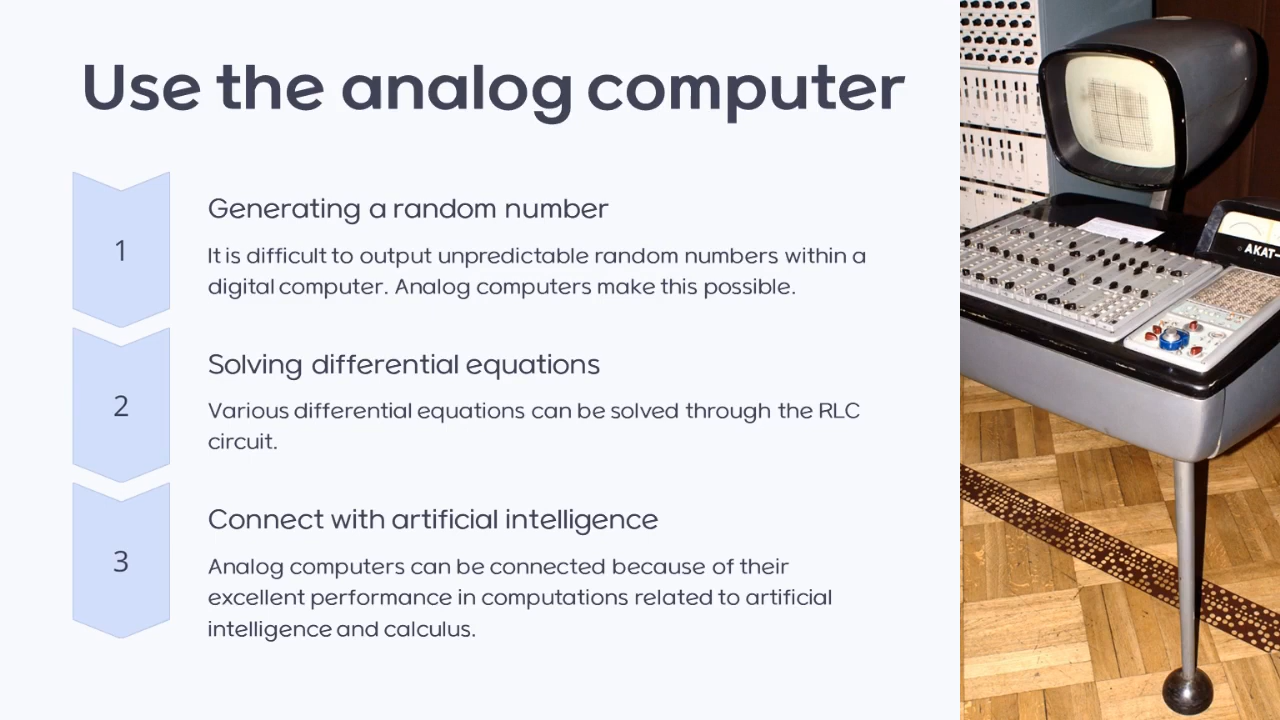 Use the analog computer
1
Generating a random number
It is difficult to output unpredictable random numbers within a
digital computer. Analog computers make this possible.
2
Solving differential equations
Various differential equations can be solved through the RLC
circuit.
3
Connect with artificial intelligence
Analog computers can be connected because of their
excellent performance in computations related to artificial
intelligence and calculus.
AKAT-